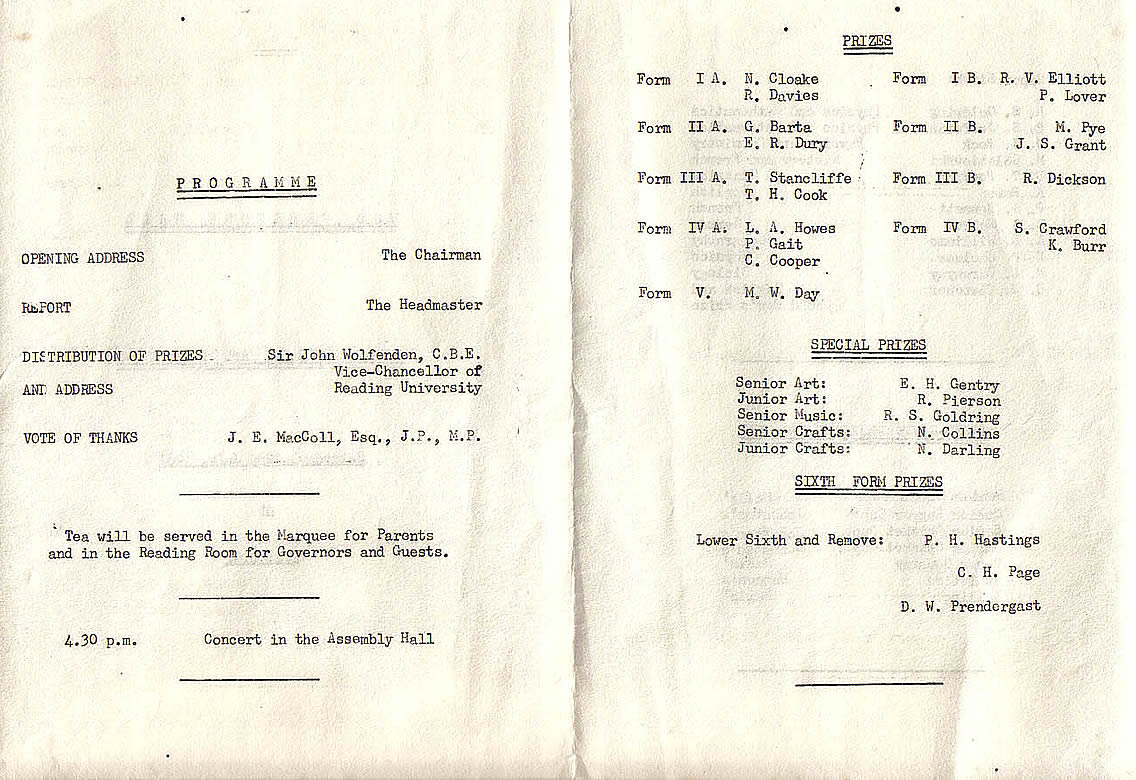 PROGRAMME
OPENING ADDRESS The Chairman
REPORT The Headmaster
DISTRIBUTION OF PRIZES Sir John Wolfenden, C.B.E.
Vice-Chancellor of
AND ADDRESS Reading University
VOTE OF THANKS J. E. MacColl, Esq., J.P., M.P.
Tea will be served in the Marquee for Parents
and in the Reading Room for Governors and Guests.
4.30 p.m. Concert in the Assembly Hall
PRIZES
Form I A. N. Cloake Form I B. R. V. Elliott
R. Davies P. Lover
Form II A. G. Barta Form II B. M. Pye
E. R. Dury J. S. Grant
Form III A. T. Stancliffe Form III B. R. Dickson
T. H. Cook
Form IV A. L. A. Howes Form IV B. S. Crawford
P. Gait K. Burr
C. Cooper
Form V. M. W. Day
SPECIAL PRIZES
Senior Art: E. H. Gentry
Junior Art: R. Pierson
Senior Music: R. S. Goldring
Senior Crafts: N. Collins
Junior Crafts: N. Darling
SIXTH FORM PRIZES
Lower Sixth and Remove: P. H. Hastings
C. H. Page
D. W. Prendergast